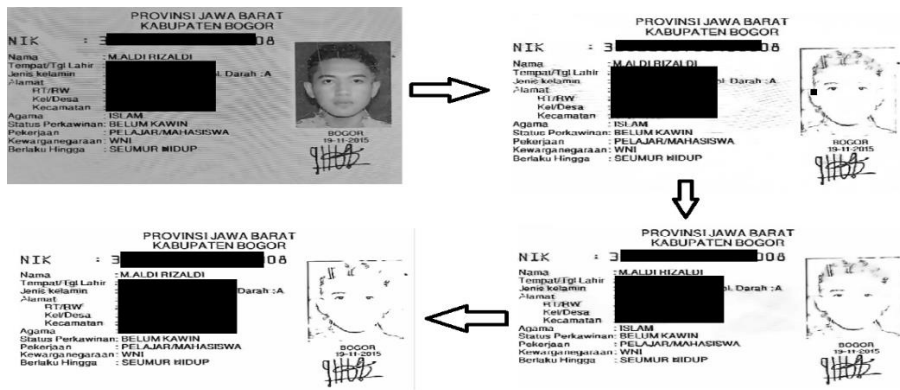 PROVINSI JAWA BARAT
KABUPATEN BOGOR
NIK : 3 08
Nama :M.ALDI RIZALDI
Tempat/Tgl Lahir :
Jenis kelamin : l. Darah :A
Alamat :
RT/RW :
Kel/Desa :
Kecamatan :
Agama : ISLAM
Status Perkawinan: BELUM KAWIN
Pekerjaan : PELAJAR/MAHASISWA
Kewarganegaraan: WNI
Berlaku Hingga : SEUMUR HIDUP
BOGOR
19-11-2015
PROVINSI JAWA BARAT
KABUPATEN BOGOR
NIK : 3 08
Nama :M.ALDI RIZALDI
Tempat/Tgl Lahir
Jenis kelamin l. Darah :A
Alamat
RT/RW
Kel/Desa
Kecamatan
Agama : ISLAM
Status Perkawinan: BELUM KAWIN
Pekerjaan : PELAJAR/MAHASISWA
Kewarganegaraan: WNI
Berlaku Hingga : SEUMUR HIDUP
BOGOR
19-11-2015
PROVINSI JAWA BARAT
KABUPATEN BOGOR
NIK : 3 08
Nama :M.ALDI RIZALDI
Tempat/Tgl Lahir
Jenis kelamin Darah :A
Alamat
RT/RW
Kel/Desa
Kecamatan
Agama
Status Perkawinan: BELUM KAWIN
Pekerjaan : PELAJAR/MAHASISWA
Kewarganegaraan: WNI
Berlaku Hingga : SEUMUR HIDUP
BOGOR
19-11-2015
PROVINSI JAWA BARAT
KABUPATEN BOGOR
NIK : 3 008
Nama :M.ALDI RIZALDI
Tempat/Tgl Lahir
Jenis kelamin l. Darah :A
Alamat
RT/RW
Kel/Desa
Kecamatan
Agama : ISLAM
Status Perkawinan: BELUM KAWIN
Pekerjaan : PELAJAR/MAHASISWA
Kewarganegaraan: WNI
Berlaku Hingga : SEUMUR HIDUP
BOGOR
19-11-2015